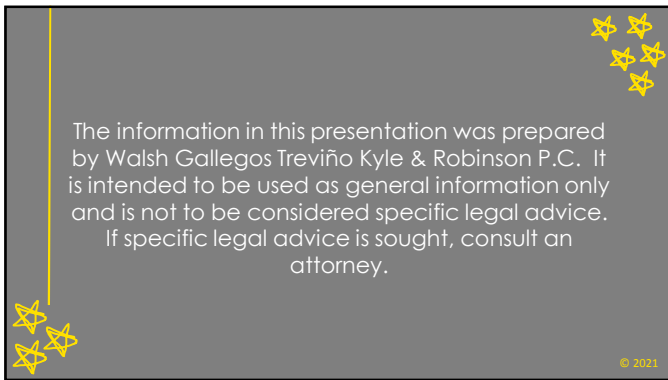 The information in this presentation was prepared
by Walsh Gallegos Treviño Kyle & Robinson P.C.  It
is intended to be used as general information only
and is not to be considered specific legal advice.
If specific legal advice is sought, consult an
attorney.
© 2021